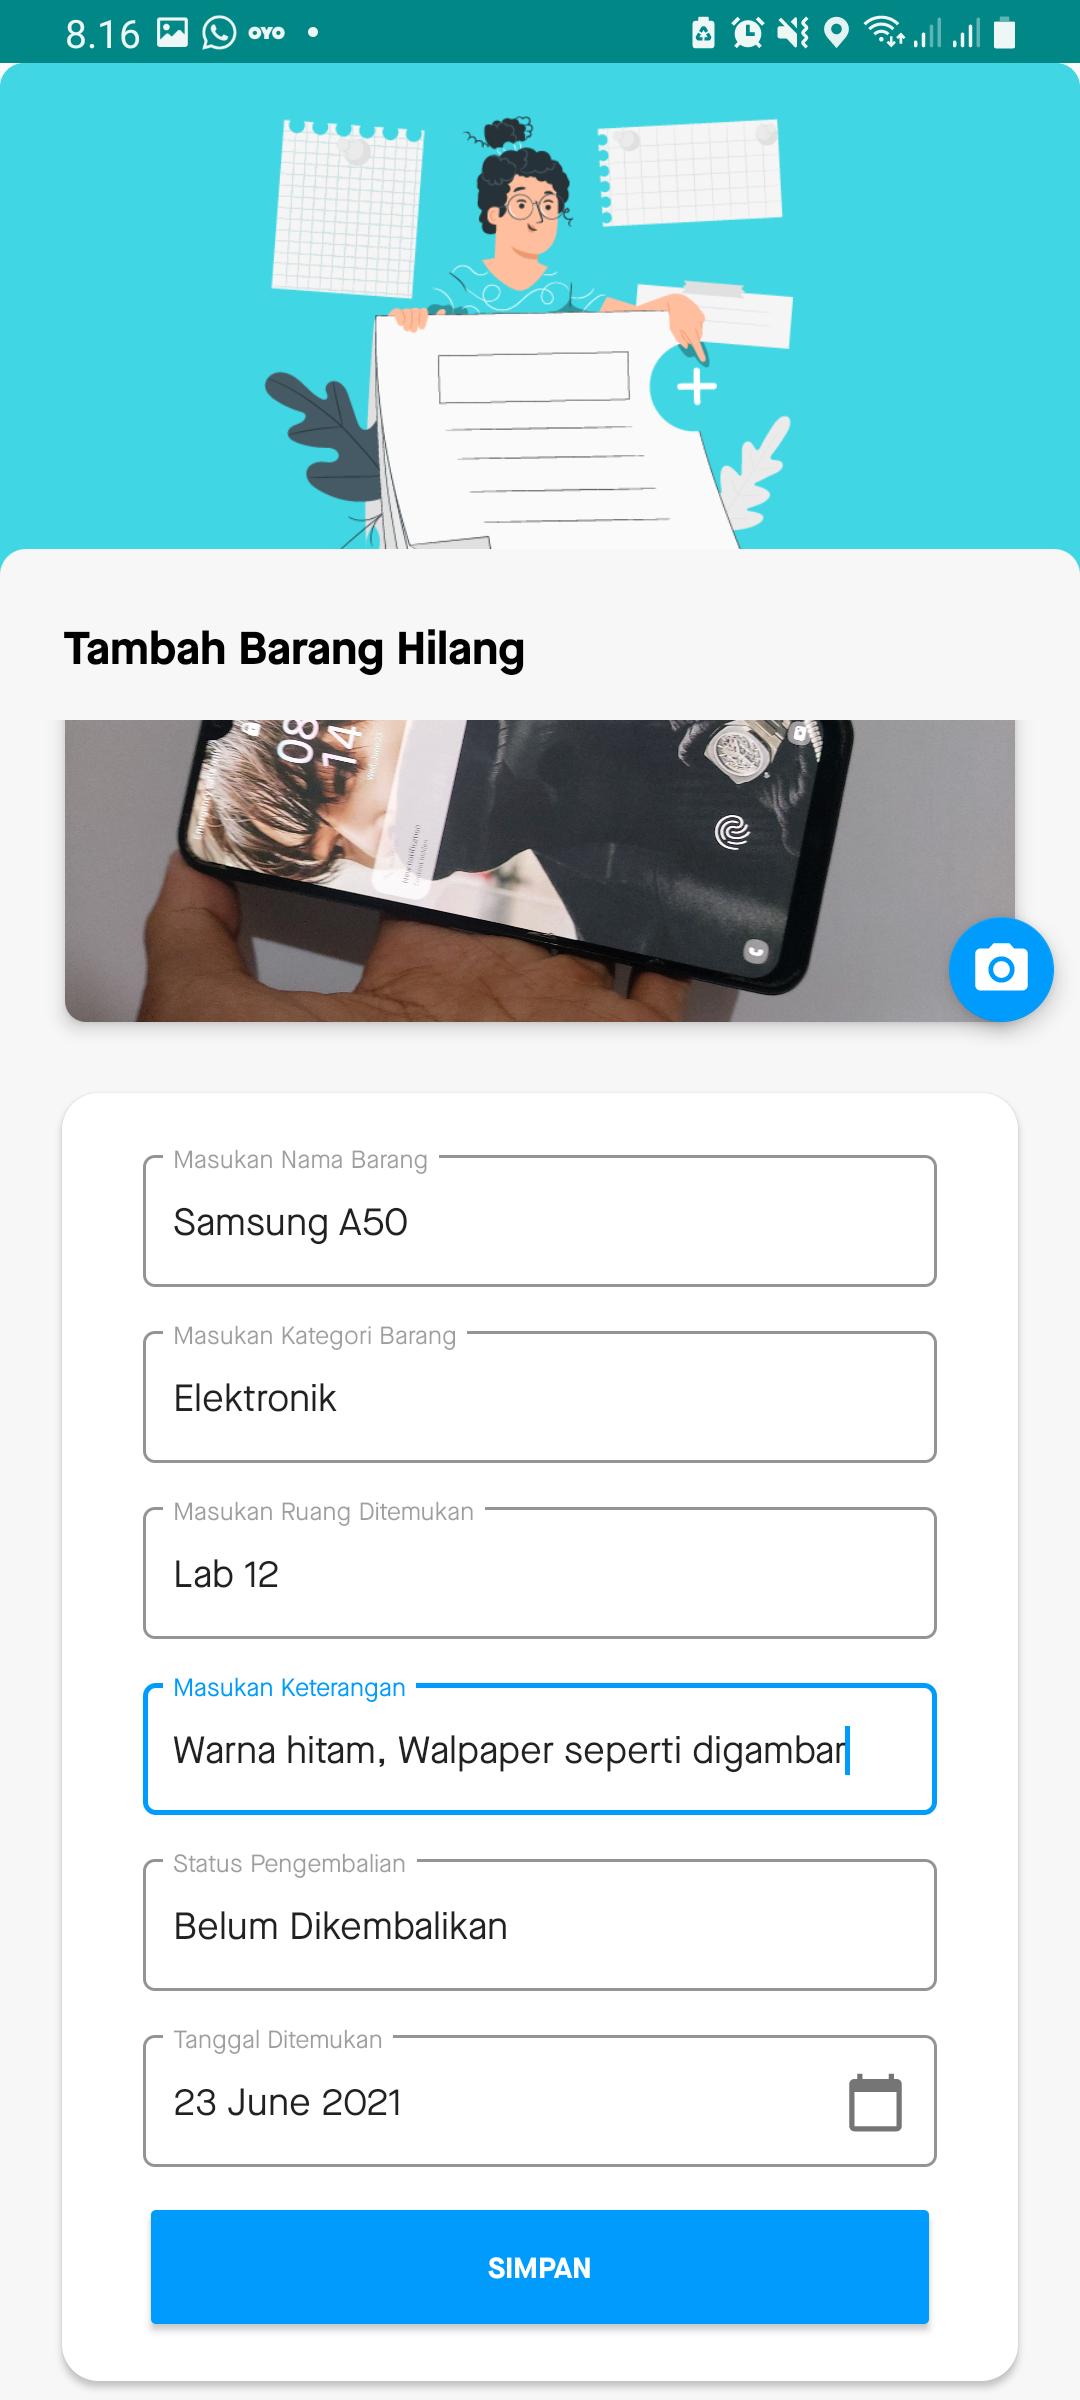 8.16 OYO
Tambah Barang Hilang
08
14
Masukan Nama Barang
Samsung A50
Masukan Kategori Barang
Elektronik
Masukan Ruang Ditemukan
Lab 12
Masukan Keterangan
Warna hitam, Walpaper seperti digambar
Status Pengembalian
Belum Dikembalikan
Tanggal Ditemukan
23 June 2021
SIMPAN